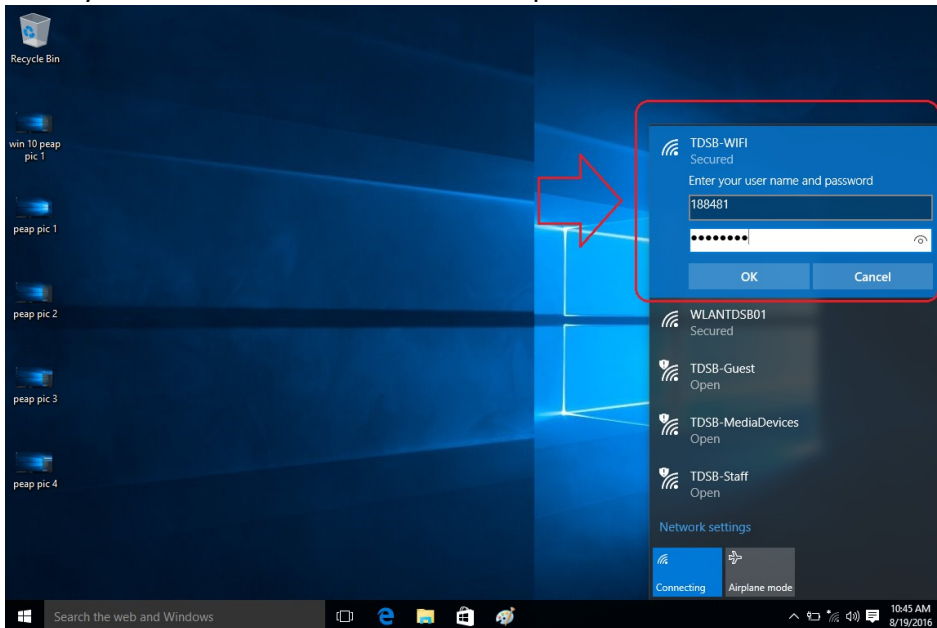 Recycle Bin
win 10 peap
pic 1
peap pic 1
peap pic 2
peap pic 3
peap pic 4
TDSB-WIFI
Secured
Enter your user name and password
188481
••••••••
OK
Cancel
WLANTDSB01
Secured
TDSB-Guest
Open
TDSB-MediaDevices
Open
TDSB-Staff
Open
Network settings
Connecting
Airplane mode
Search the web and Windows
10:45 AM
8/19/2016